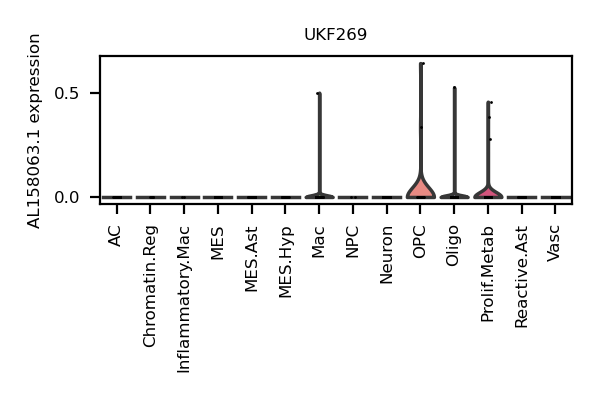 UKF269
AL158063.1 expression
0.5
0.0
AC
Chromatin.Reg
Inflammatory.Mac
MES
MES.Ast
MES.Hyp
Mac
NPC
Neuron
OPC
Oligo
Prolif.Metab
Reactive.Ast
Vasc